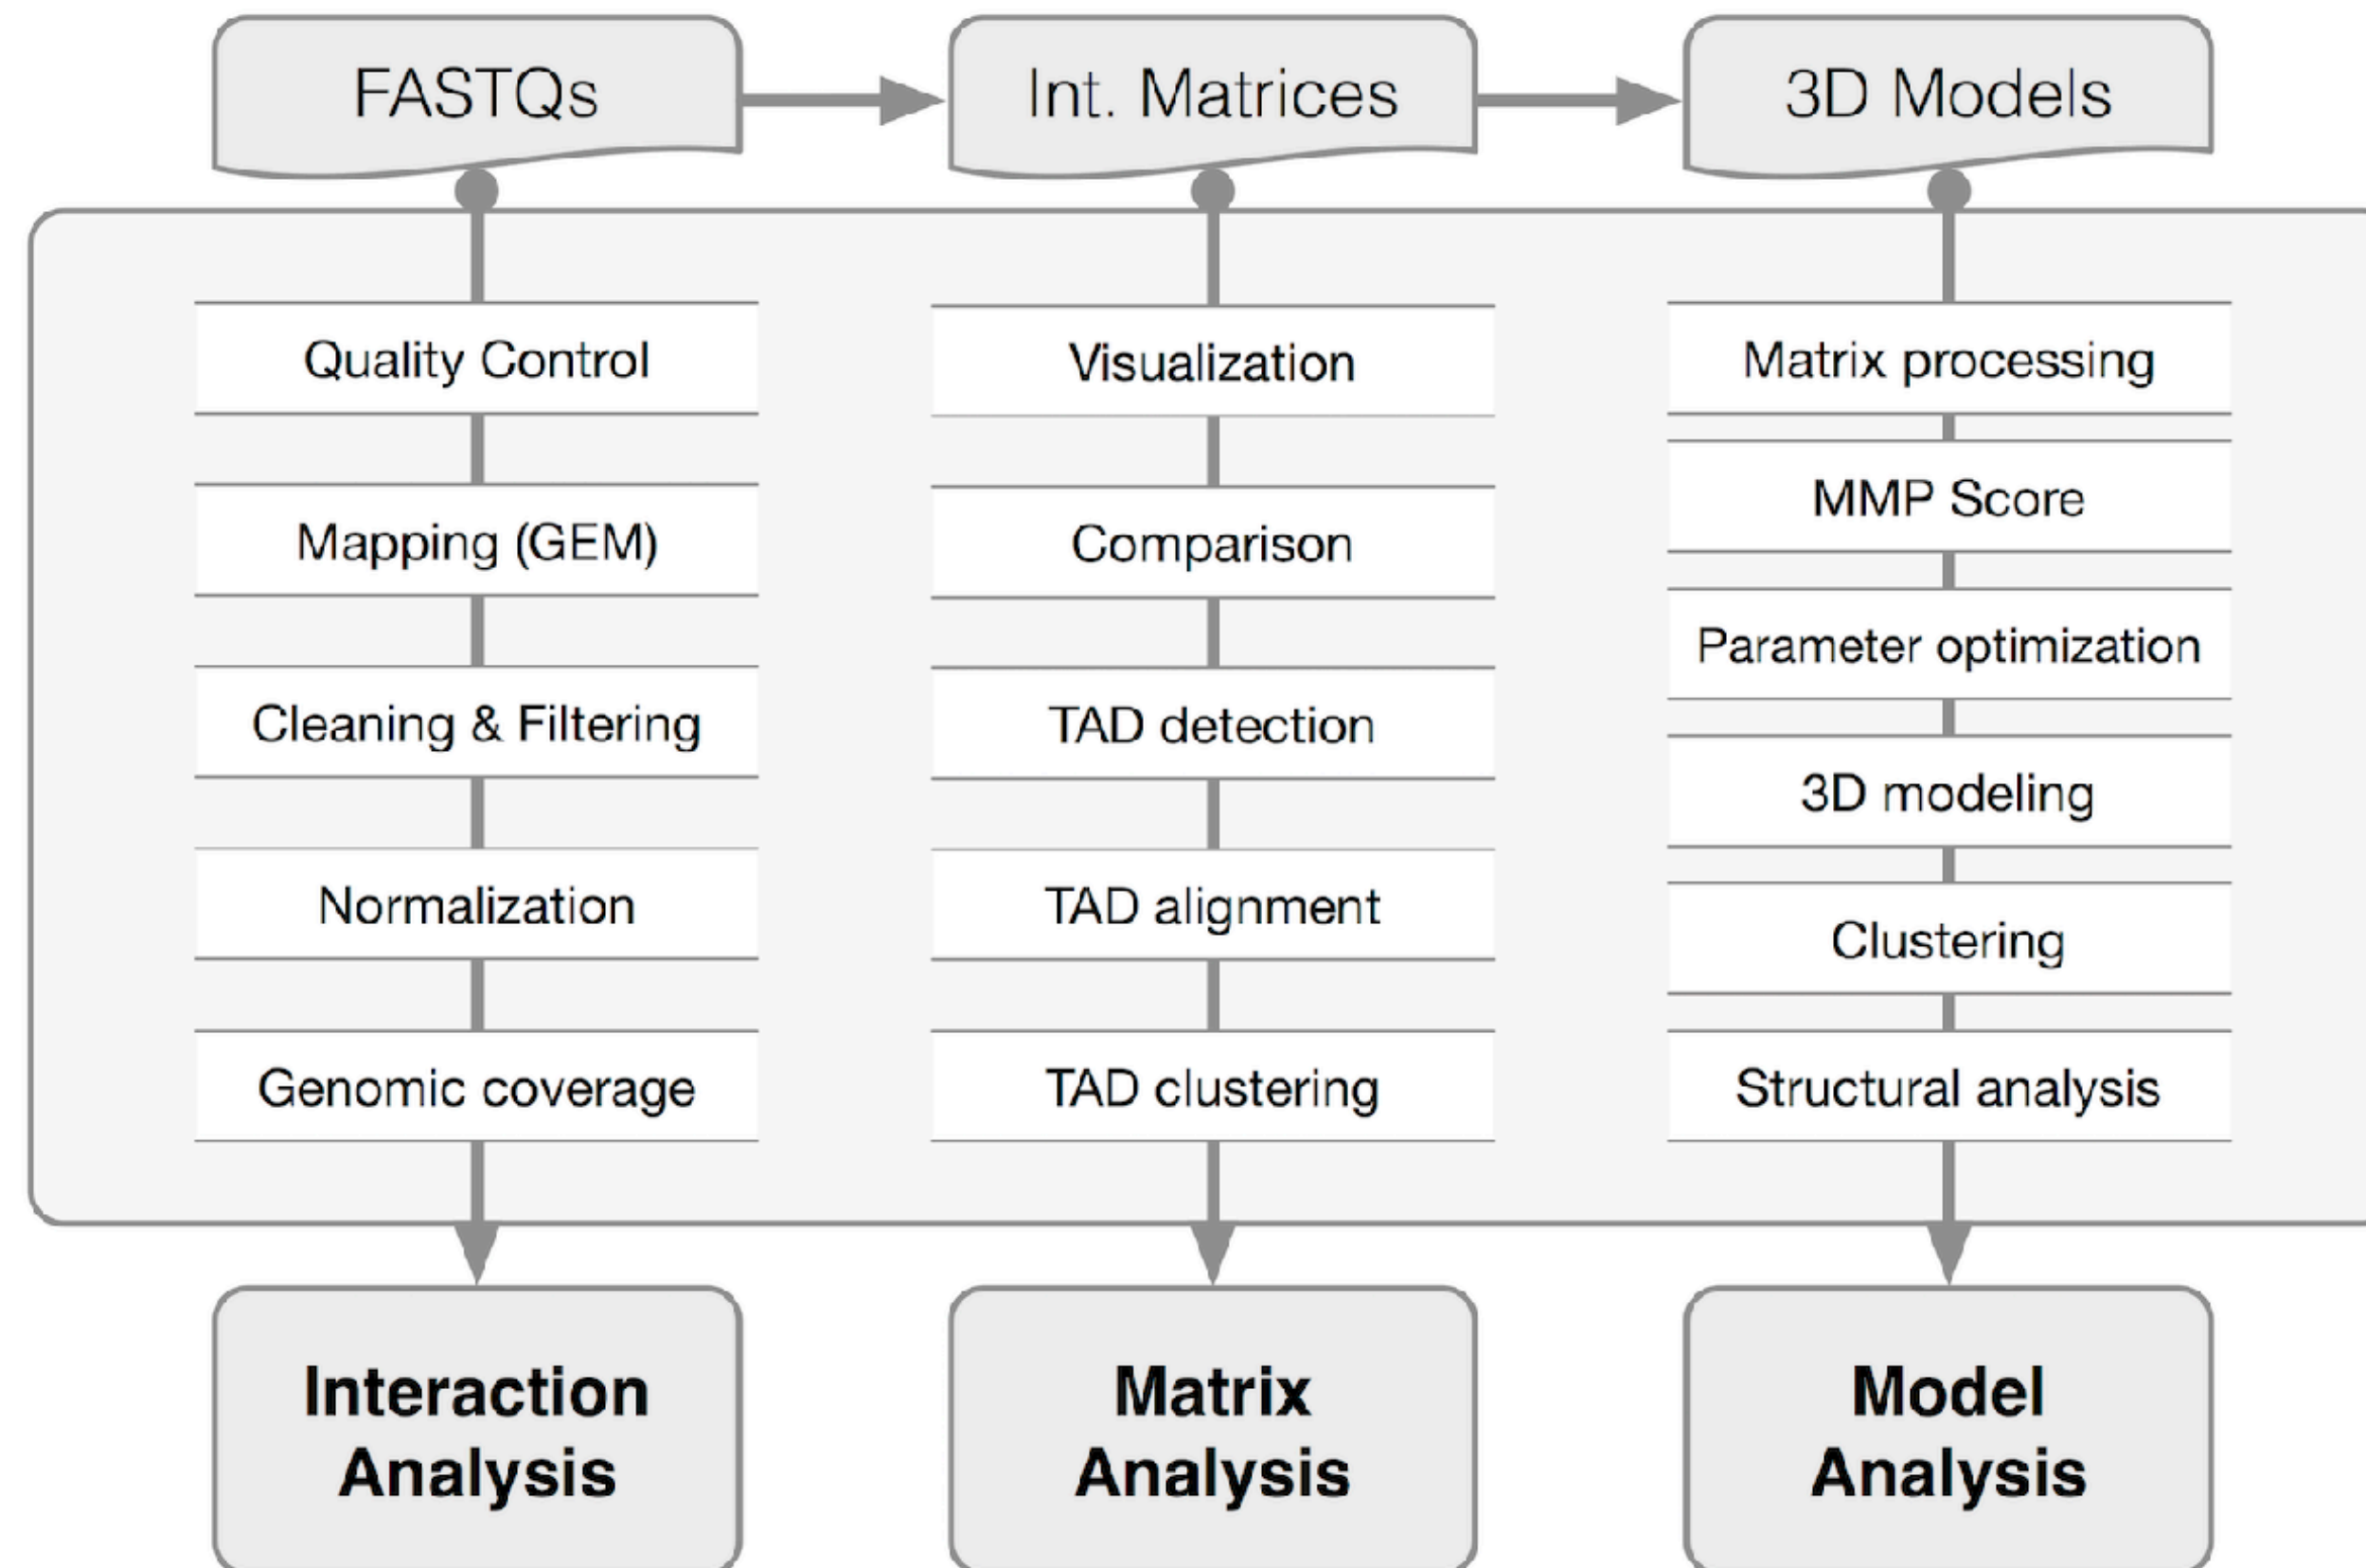 FASTQs
Int. Matrices
3D Models
Quality Control
Mapping (GEM)
Cleaning & Filtering
Normalization
Genomic coverage
Visualization
Comparison
TAD detection
TAD alignment
TAD clustering
Matrix processing
MMP Score
Parameter optimization
3D modeling
Clustering
Structural analysis
Interaction
Analysis
Matrix
Analysis
Model
Analysis